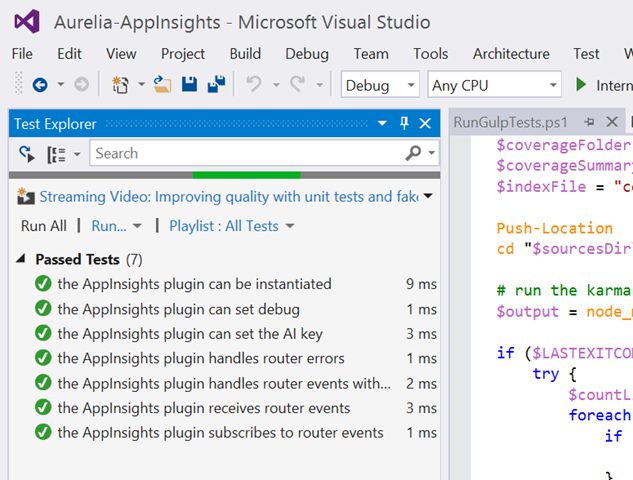 Aurelia-AppInsights - Microsoft Visual Studio
File Edit View Project Build Debug Team Tools Architecture Test
Debug Any CPU Intern
Test Explorer
RunGulpTests.ps1
Search
Streaming Video: Improving quality with unit tests and fake
Run All | Run... | Playlist : All Tests
Passed Tests (7)
the AppInsights plugin can be instantiated 9 ms
the AppInsights plugin can set debug 1 ms
the AppInsights plugin can set the AI key 3 ms
the AppInsights plugin handles router errors 1 ms
the AppInsights plugin handles router events with... 2 ms
the AppInsights plugin receives router events 3 ms
the AppInsights plugin subscribes to router events 1 ms
$coverageFolder
$coverageSummary
$indexFile = "co
Push-Location
cd "$sourcesDir
# run the karma
$output = node_m
if ($LASTEXITCOD
try {
$countLi
foreach
if
}